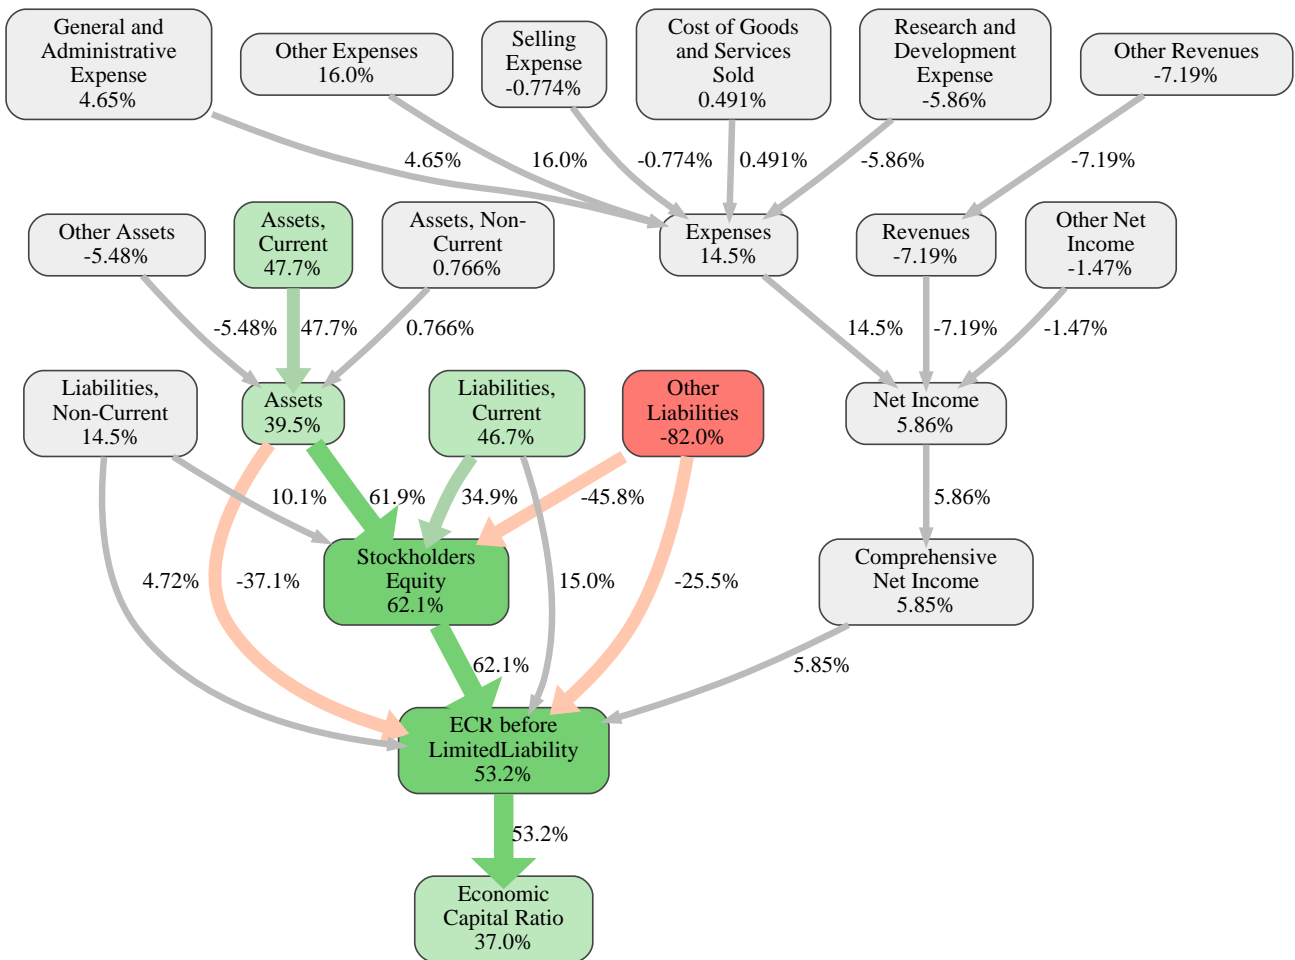 General and
Administrative
Expense
4.65%
Other Expenses
16.0%
Selling
Expense
-0.774%
Cost of Goods
and Services
Sold
0.491%
Research and
Development
Expense
-5.86%
Other Revenues
-7.19%
4.65%
16.0%
-0.774%
0.491%
-5.86%
-7.19%
Other Assets
-5.48%
Assets,
Current
47.7%
Assets, Non-
Current
0.766%
Expenses
14.5%
Revenues
-7.19%
Other Net
Income
-1.47%
-5.48%
47.7%
0.766%
14.5%
-7.19%
-1.47%
Liabilities,
Non-Current
14.5%
Assets
39.5%
Liabilities,
Current
46.7%
Other
Liabilities
-82.0%
Net Income
5.86%
10.1%
61.9%
34.9%
-45.8%
5.86%
Stockholders
Equity
62.1%
Comprehensive
Net Income
5.85%
4.72%
-37.1%
15.0%
-25.5%
62.1%
5.85%
ECR before
LimitedLiability
53.2%
53.2%
Economic
Capital Ratio
37.0%